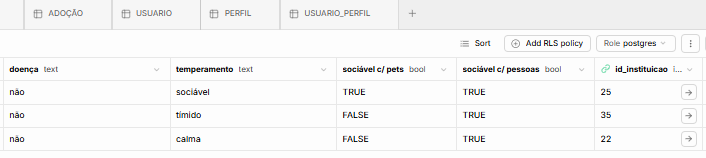 ADOÇÃO USUARIO PERFIL USUARIO_PERFIL +
Sort Add RLS policy Role postgres
doença text temperamento text sociável c/ pets bool sociável c/ pessoas bool id_instituicao i...
não sociável TRUE TRUE 25
não tímido FALSE TRUE 35
não calma FALSE TRUE 22